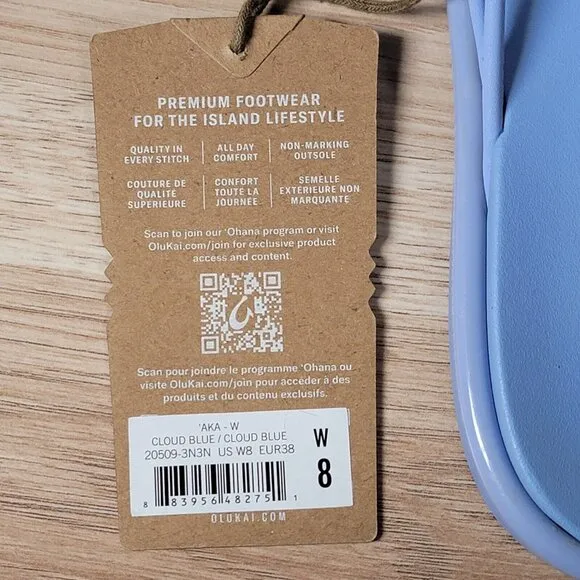 PREMIUM FOOTWEAR
FOR THE ISLAND LIFESTYLE
QUALITY IN
EVERY STITCH
ALL DAY
COMFORT
NON-MARKING
OUTSOLE
COUTURE DE
QUALITÉ
SUPERIEURE
CONFORT
TOUTE LA
JOURNÉE
SEMELLE
EXTERIEURE NON
MARQUANTE
Scan to join our 'Ohana program or visit
OluKai.com/join for exclusive product
access and content.
Scan pour joindre le programme 'Ohana ou
visite OluKai.com/join pour accéder à des
produits et du contenu exclusifs.
'AKA - W
CLOUD BLUE / CLOUD BLUE
20509-3N3N US W8 EUR38
W
8
8 83956 48275 1
OLUKAI.COM